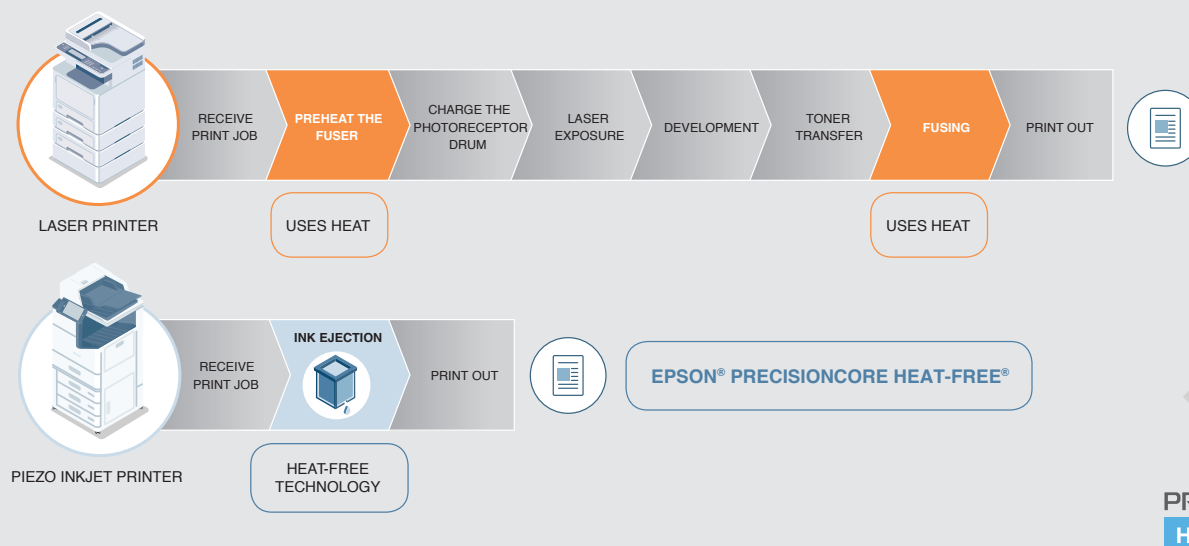 RECEIVE
PRINT JOB
PREHEAT THE
FUSER
CHARGE THE
PHOTORECEPTOR
DRUM
LASER
EXPOSURE
DEVELOPMENT
TONER
TRANSFER
FUSING
PRINT OUT
LASER PRINTER
USES HEAT
USES HEAT
RECEIVE
PRINT JOB
INK EJECTION
PRINT OUT
EPSON® PRECISIONCORE HEAT-FREE®
PIEZO INKJET PRINTER
HEAT-FREE
TECHNOLOGY